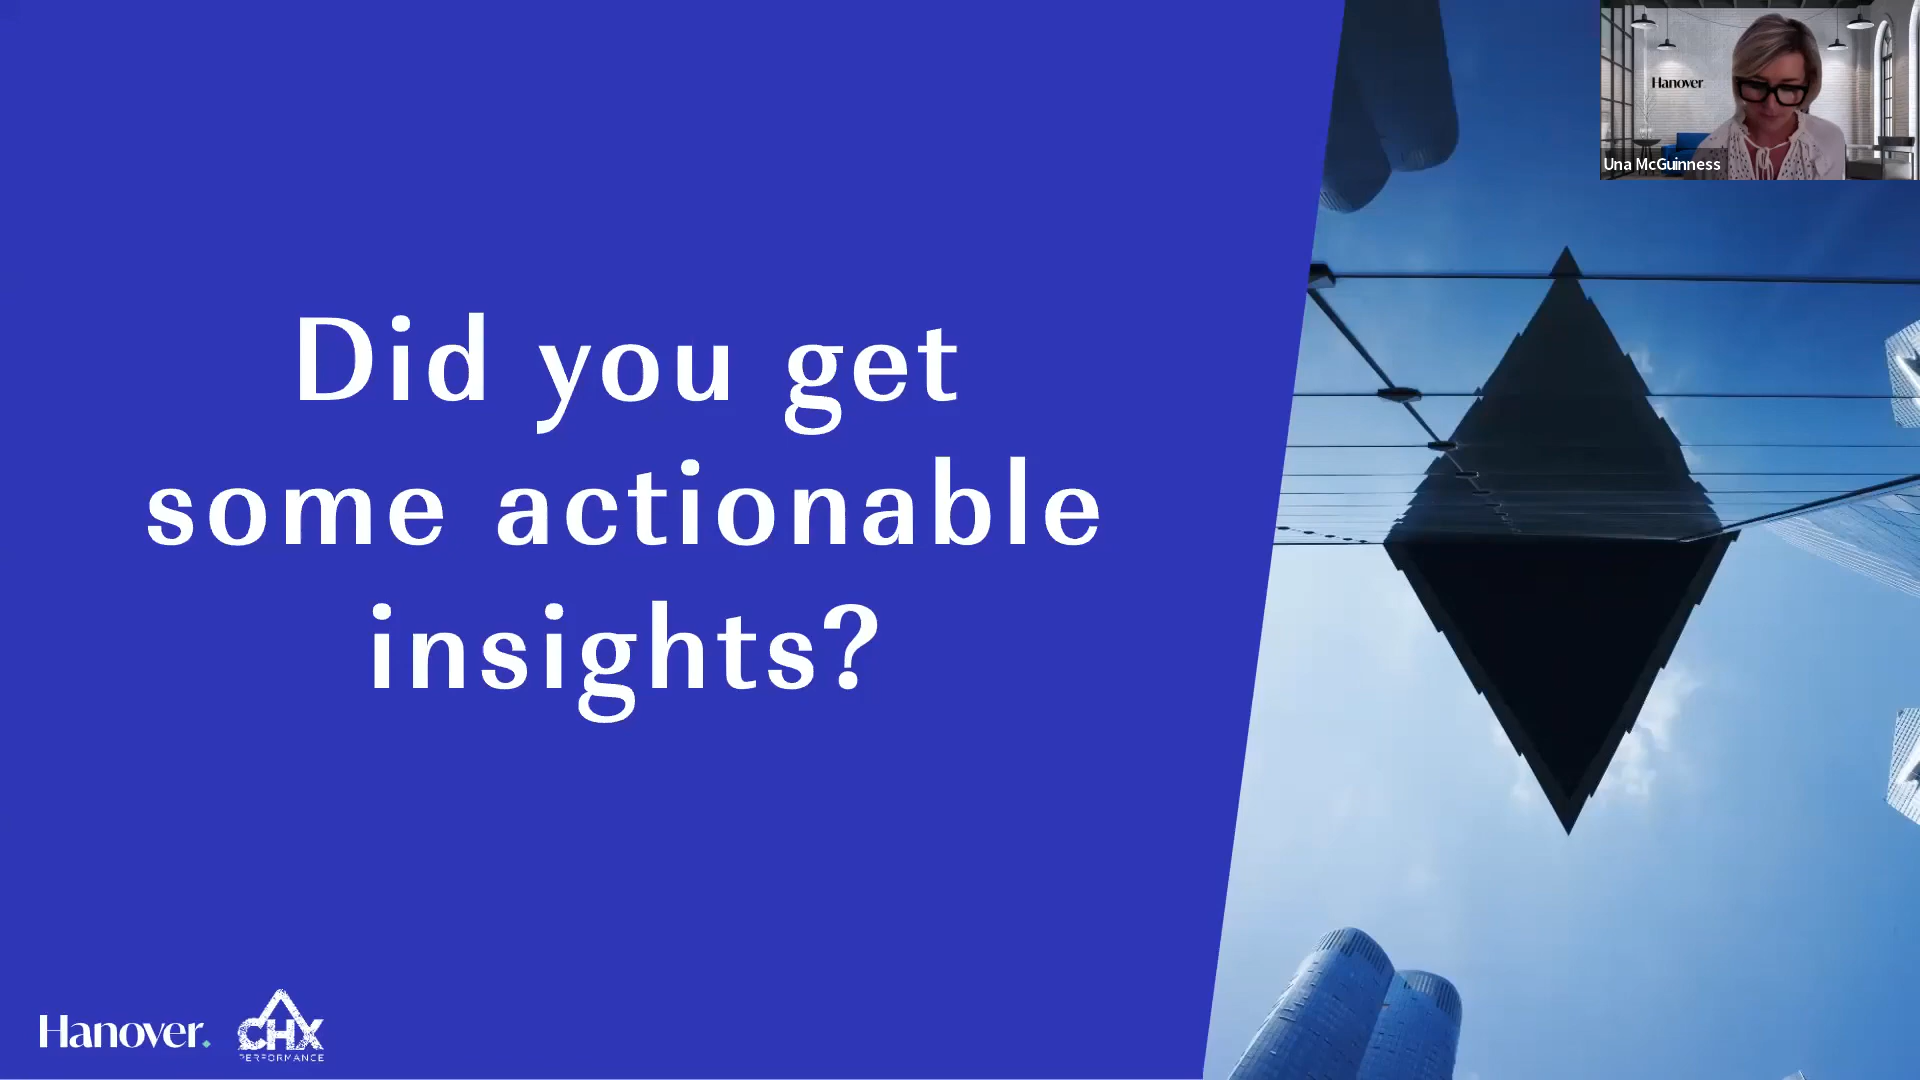 Did you get
some actionable
insights?
Hanover
Una McGuinness
Hanover.
CHX
PERFORMANCE